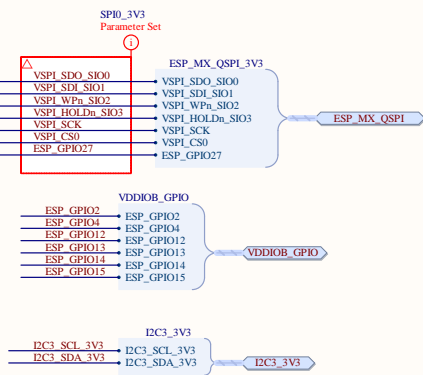 SPI0_3V3
Parameter Set
i
ESP_MX_QSPI_3V3
VSPI_SDO_SIO0 VSPI_SDO_SIO0
VSPI_SDI_SIO1 VSPI_SDI_SIO1
VSPI_WPn_SIO2 VSPI_WPn_SIO2
VSPI_HOLDn_SIO3 VSPI_HOLDn_SIO3 ESP_MX_QSPI
VSPI_SCK VSPI_SCK
VSPI_CS0 VSPI_CS0
ESP_GPIO27 ESP_GPIO27
VDDIOB_GPIO
ESP_GPIO2 ESP_GPIO2
ESP_GPIO4 ESP_GPIO4
ESP_GPIO12 ESP_GPIO12
ESP_GPIO13 ESP_GPIO13 VDDIOB_GPIO
ESP_GPIO14 ESP_GPIO14
ESP_GPIO15 ESP_GPIO15
I2C3_3V3
I2C3_SCL_3V3 I2C3_SCL_3V3
I2C3_SDA_3V3 I2C3_SDA_3V3 I2C3_3V3